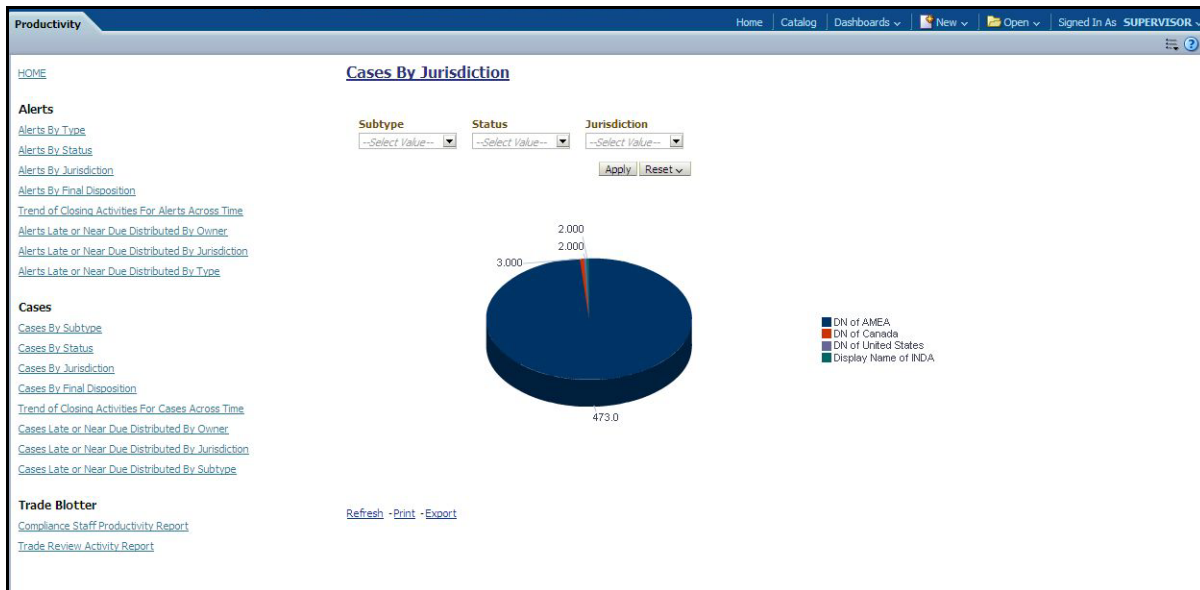 Productivity
Home Catalog Dashboards New Open Signed In As SUPERVISOR
HOME
Alerts
Alerts By Type
Alerts By Status
Alerts By Jurisdiction
Alerts By Final Disposition
Trend of Closing Activities For Alerts Across Time
Alerts Late or Near Due Distributed By Owner
Alerts Late or Near Due Distributed By Jurisdiction
Alerts Late or Near Due Distributed By Type
Cases
Cases By Subtype
Cases By Status
Cases By Jurisdiction
Cases By Final Disposition
Trend of Closing Activities For Cases Across Time
Cases Late or Near Due Distributed By Owner
Cases Late or Near Due Distributed By Jurisdiction
Cases Late or Near Due Distributed By Subtype
Trade Blotter
Compliance Staff Productivity Report
Trade Review Activity Report
Cases By Jurisdiction
Subtype Status Jurisdiction
--Select Value-- --Select Value-- --Select Value--
Apply Reset
2.000
2.000
3.000
473.0
DN of AMEA
DN of Canada
DN of United States
Display Name of INDA
Refresh - Print - Export